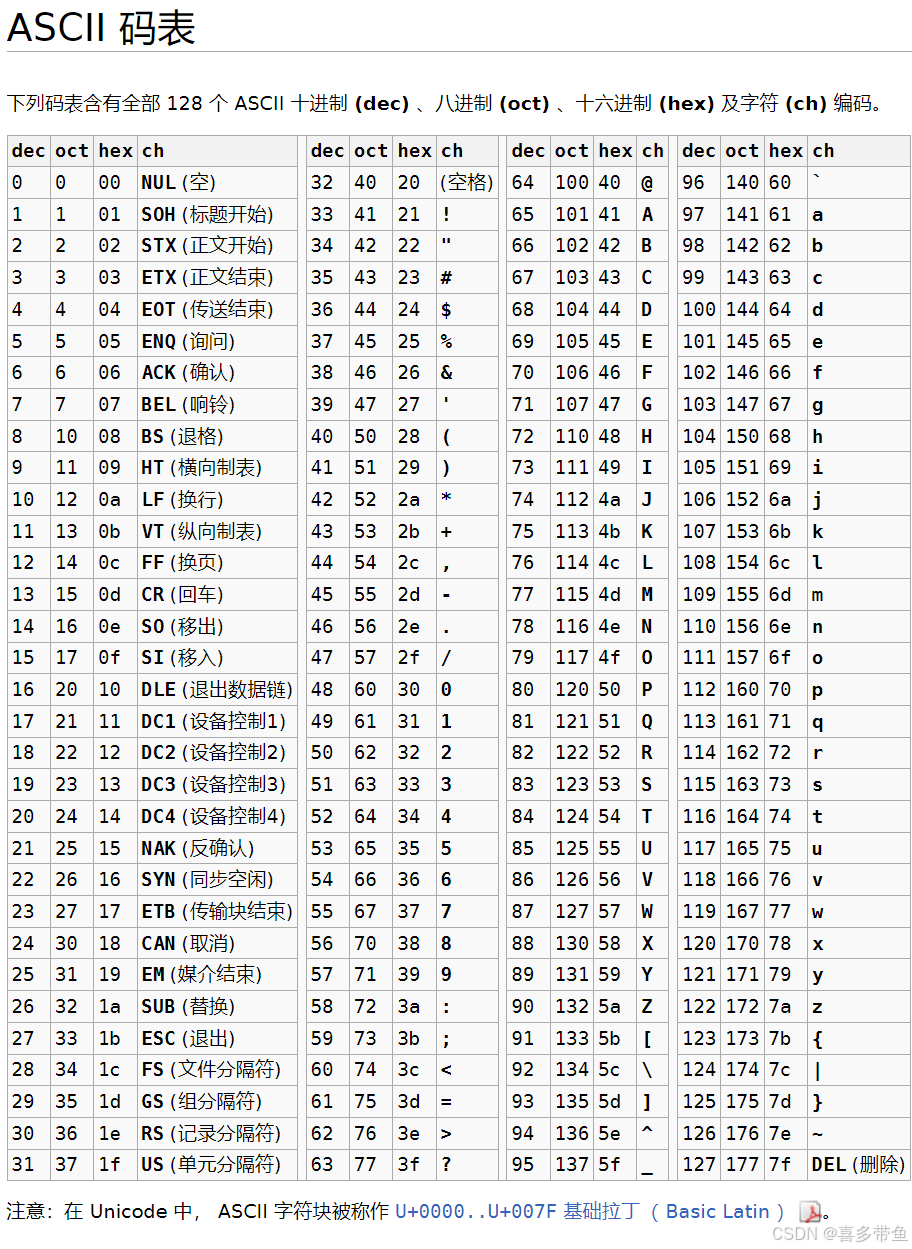 ASCII 码表
下列码表含有全部 128 个 ASCII 十进制 (dec) 、八进制 (oct) 、十六进制 (hex) 及字符 (ch) 编码。
dec oct hex ch dec oct hex ch dec oct hex ch dec oct hex ch
0 0 00 NUL (空) 32 40 20 (空格) 64 100 40 @ 96 140 60 `
1 1 01 SOH (标题开始) 33 41 21 ! 65 101 41 A 97 141 61 a
2 2 02 STX (正文开始) 34 42 22 " 66 102 42 B 98 142 62 b
3 3 03 ETX (正文结束) 35 43 23 # 67 103 43 C 99 143 63 c
4 4 04 EOT (传送结束) 36 44 24 $ 68 104 44 D 100 144 64 d
5 5 05 ENQ (询问) 37 45 25 % 69 105 45 E 101 145 65 e
6 6 06 ACK (确认) 38 46 26 & 70 106 46 F 102 146 66 f
7 7 07 BEL (响铃) 39 47 27 ' 71 107 47 G 103 147 67 g
8 10 08 BS (退格) 40 50 28 ( 72 110 48 H 104 150 68 h
9 11 09 HT (横向制表) 41 51 29 ) 73 111 49 I 105 151 69 i
10 12 0a LF (换行) 42 52 2a * 74 112 4a J 106 152 6a j
11 13 0b VT (纵向制表) 43 53 2b + 75 113 4b K 107 153 6b k
12 14 0c FF (换页) 44 54 2c , 76 114 4c L 108 154 6c l
13 15 0d CR (回车) 45 55 2d - 77 115 4d M 109 155 6d m
14 16 0e SO (移出) 46 56 2e . 78 116 4e N 110 156 6e n
15 17 0f SI (移入) 47 57 2f / 79 117 4f O 111 157 6f o
16 20 10 DLE (退出数据链) 48 60 30 0 80 120 50 P 112 160 70 p
17 21 11 DC1 (设备控制1) 49 61 31 1 81 121 51 Q 113 161 71 q
18 22 12 DC2 (设备控制2) 50 62 32 2 82 122 52 R 114 162 72 r
19 23 13 DC3 (设备控制3) 51 63 33 3 83 123 53 S 115 163 73 s
20 24 14 DC4 (设备控制4) 52 64 34 4 84 124 54 T 116 164 74 t
21 25 15 NAK (反确认) 53 65 35 5 85 125 55 U 117 165 75 u
22 26 16 SYN (同步空闲) 54 66 36 6 86 126 56 V 118 166 76 v
23 27 17 ETB (传输块结束) 55 67 37 7 87 127 57 W 119 167 77 w
24 30 18 CAN (取消) 56 70 38 8 88 130 58 X 120 170 78 x
25 31 19 EM (媒介结束) 57 71 39 9 89 131 59 Y 121 171 79 y
26 32 1a SUB (替换) 58 72 3a : 90 132 5a Z 122 172 7a z
27 33 1b ESC (退出) 59 73 3b ; 91 133 5b [ 123 173 7b {
28 34 1c FS (文件分隔符) 60 74 3c < 92 134 5c \ 124 174 7c |
29 35 1d GS (组分隔符) 61 75 3d = 93 135 5d ] 125 175 7d }
30 36 1e RS (记录分隔符) 62 76 3e > 94 136 5e ^ 126 176 7e ~
31 37 1f US (单元分隔符) 63 77 3f ? 95 137 5f _ 127 177 7f DEL (删除)
注意：在 Unicode 中， ASCII 字符块被称作 U+0000..U+007F 基础拉丁（ Basic Latin ）。
CSDN @喜多带鱼